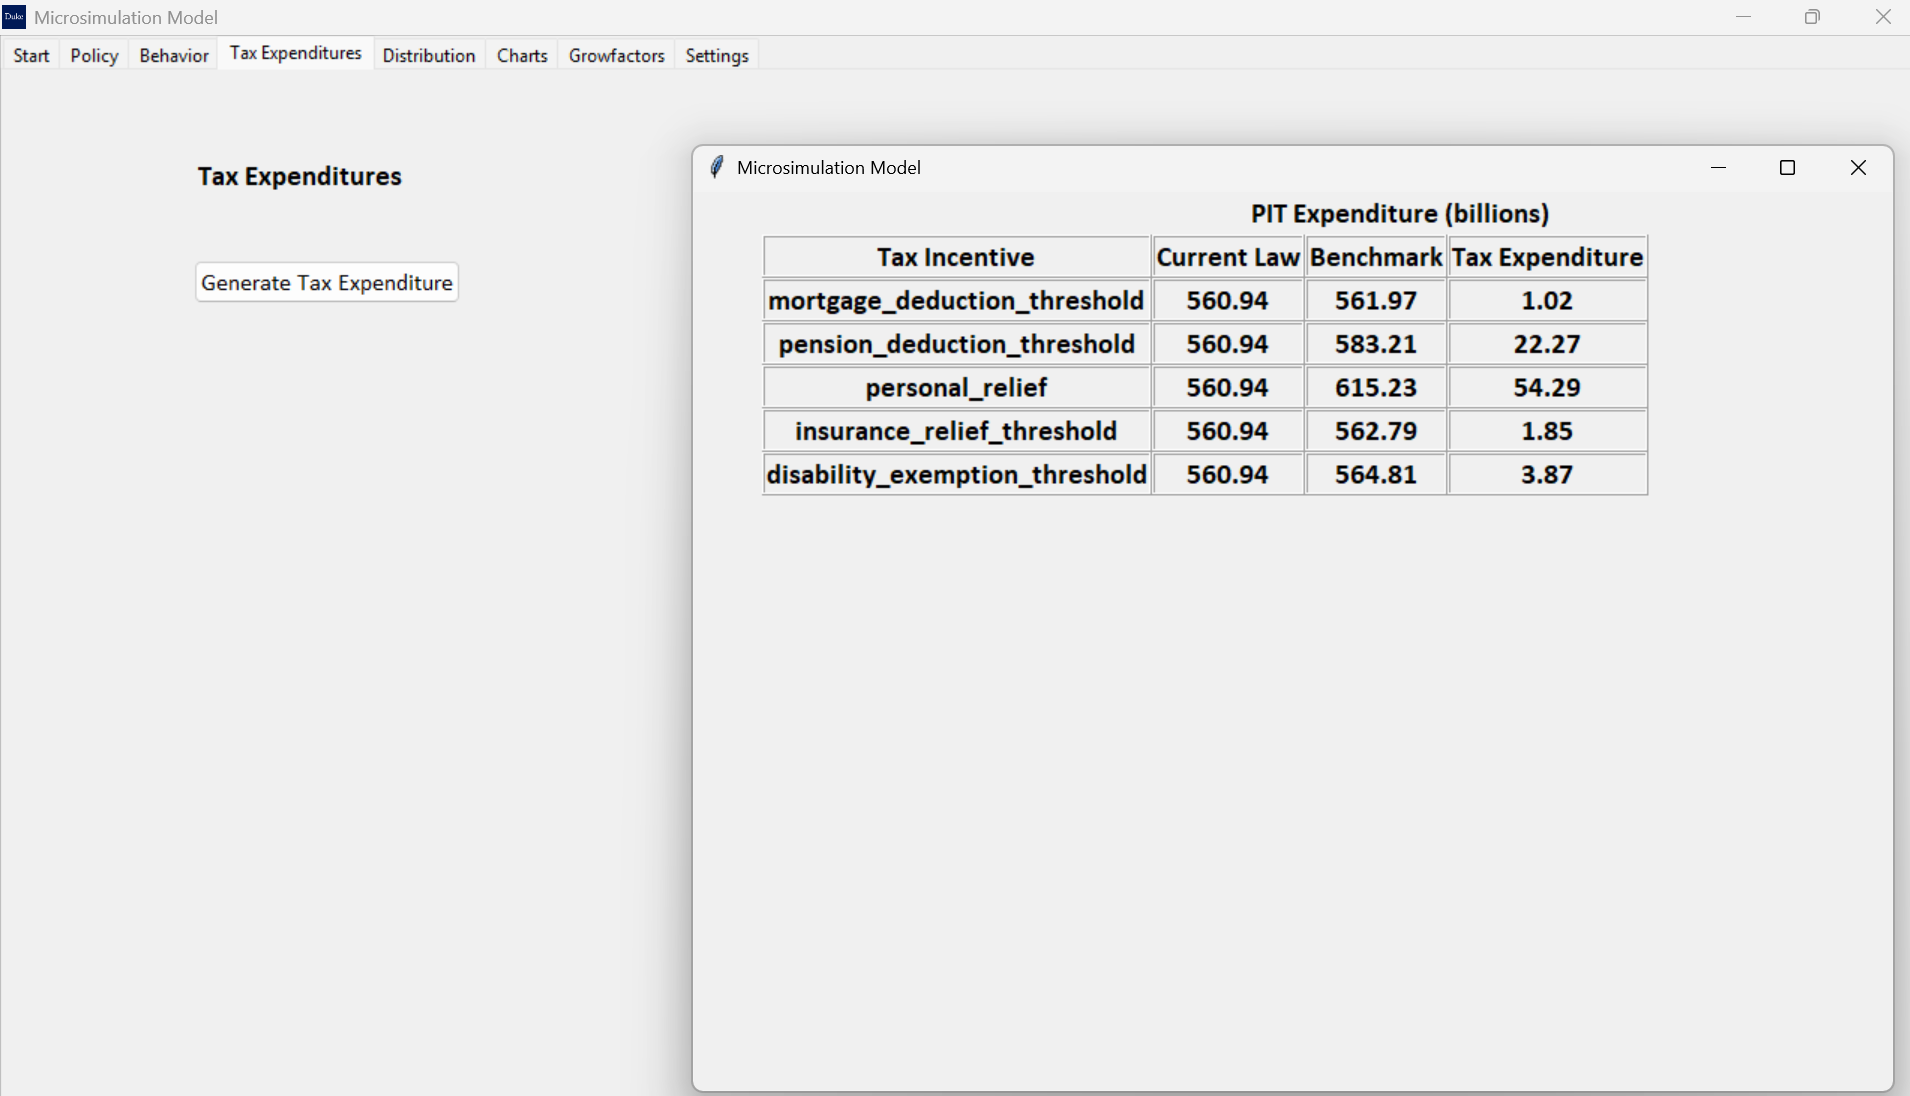 Duke Microsimulation Model
Start Policy Behavior Tax Expenditures Distribution Charts Growfactors Settings
Tax Expenditures
Generate Tax Expenditure
Microsimulation Model
PIT Expenditure (billions)
Tax Incentive Current Law Benchmark Tax Expenditure
mortgage_deduction_threshold 560.94 561.97 1.02
pension_deduction_threshold 560.94 583.21 22.27
personal_relief 560.94 615.23 54.29
insurance_relief_threshold 560.94 562.79 1.85
disability_exemption_threshold 560.94 564.81 3.87